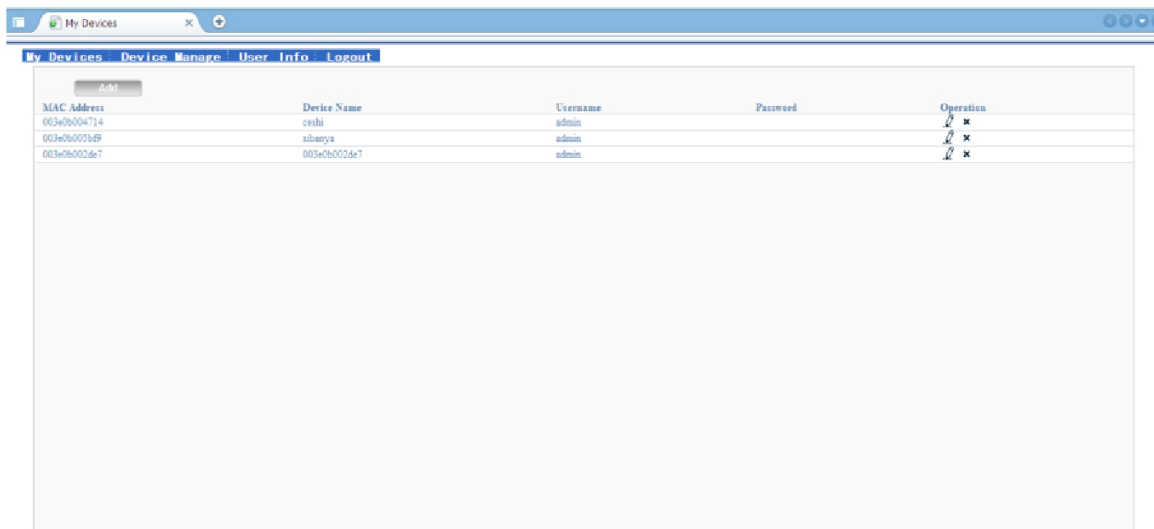 My Devices
My Devices Device Manage User Info Logout
Add
MAC Address Device Name Username Password Operation
003e0b004714 ceshi admin
003e0b005bf9 xibanya admin
003e0b002de7 003e0b002de7 admin